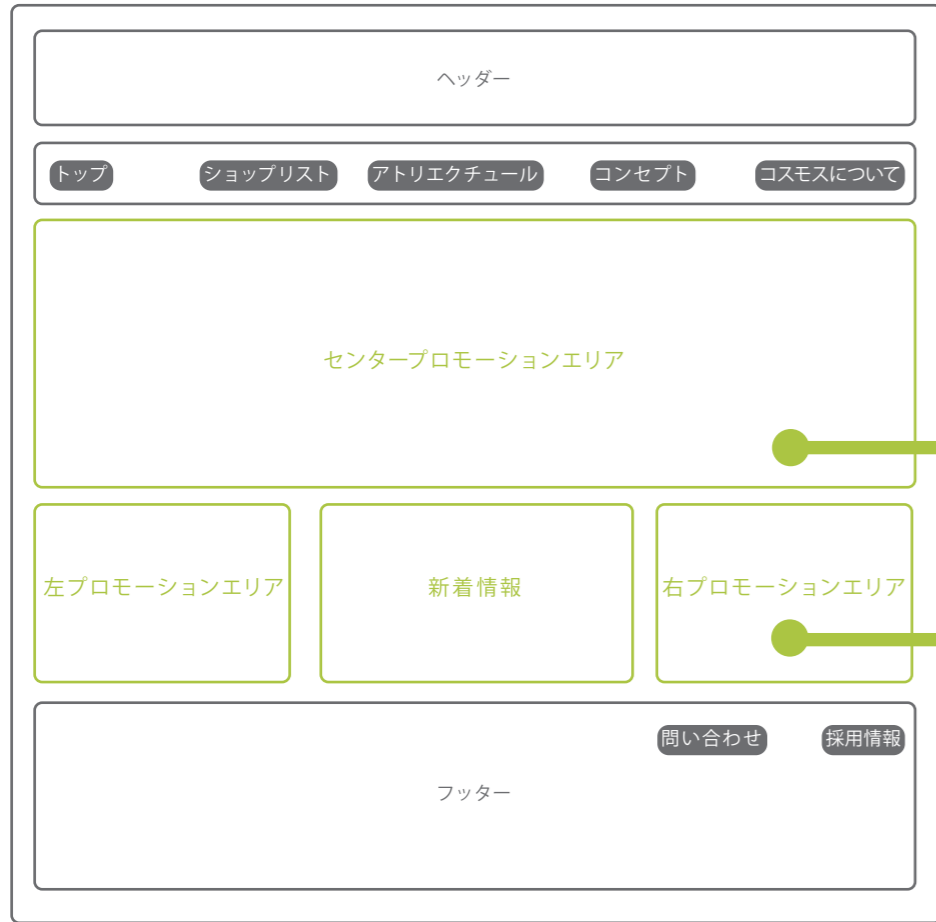 ヘッダー
トップ
ショップリスト
アトリエクチュール
コンセプト
コスモスについて
センタープロモーションエリア
左プロモーションエリア
新着情報
右プロモーションエリア
問い合わせ
採用情報
フッター